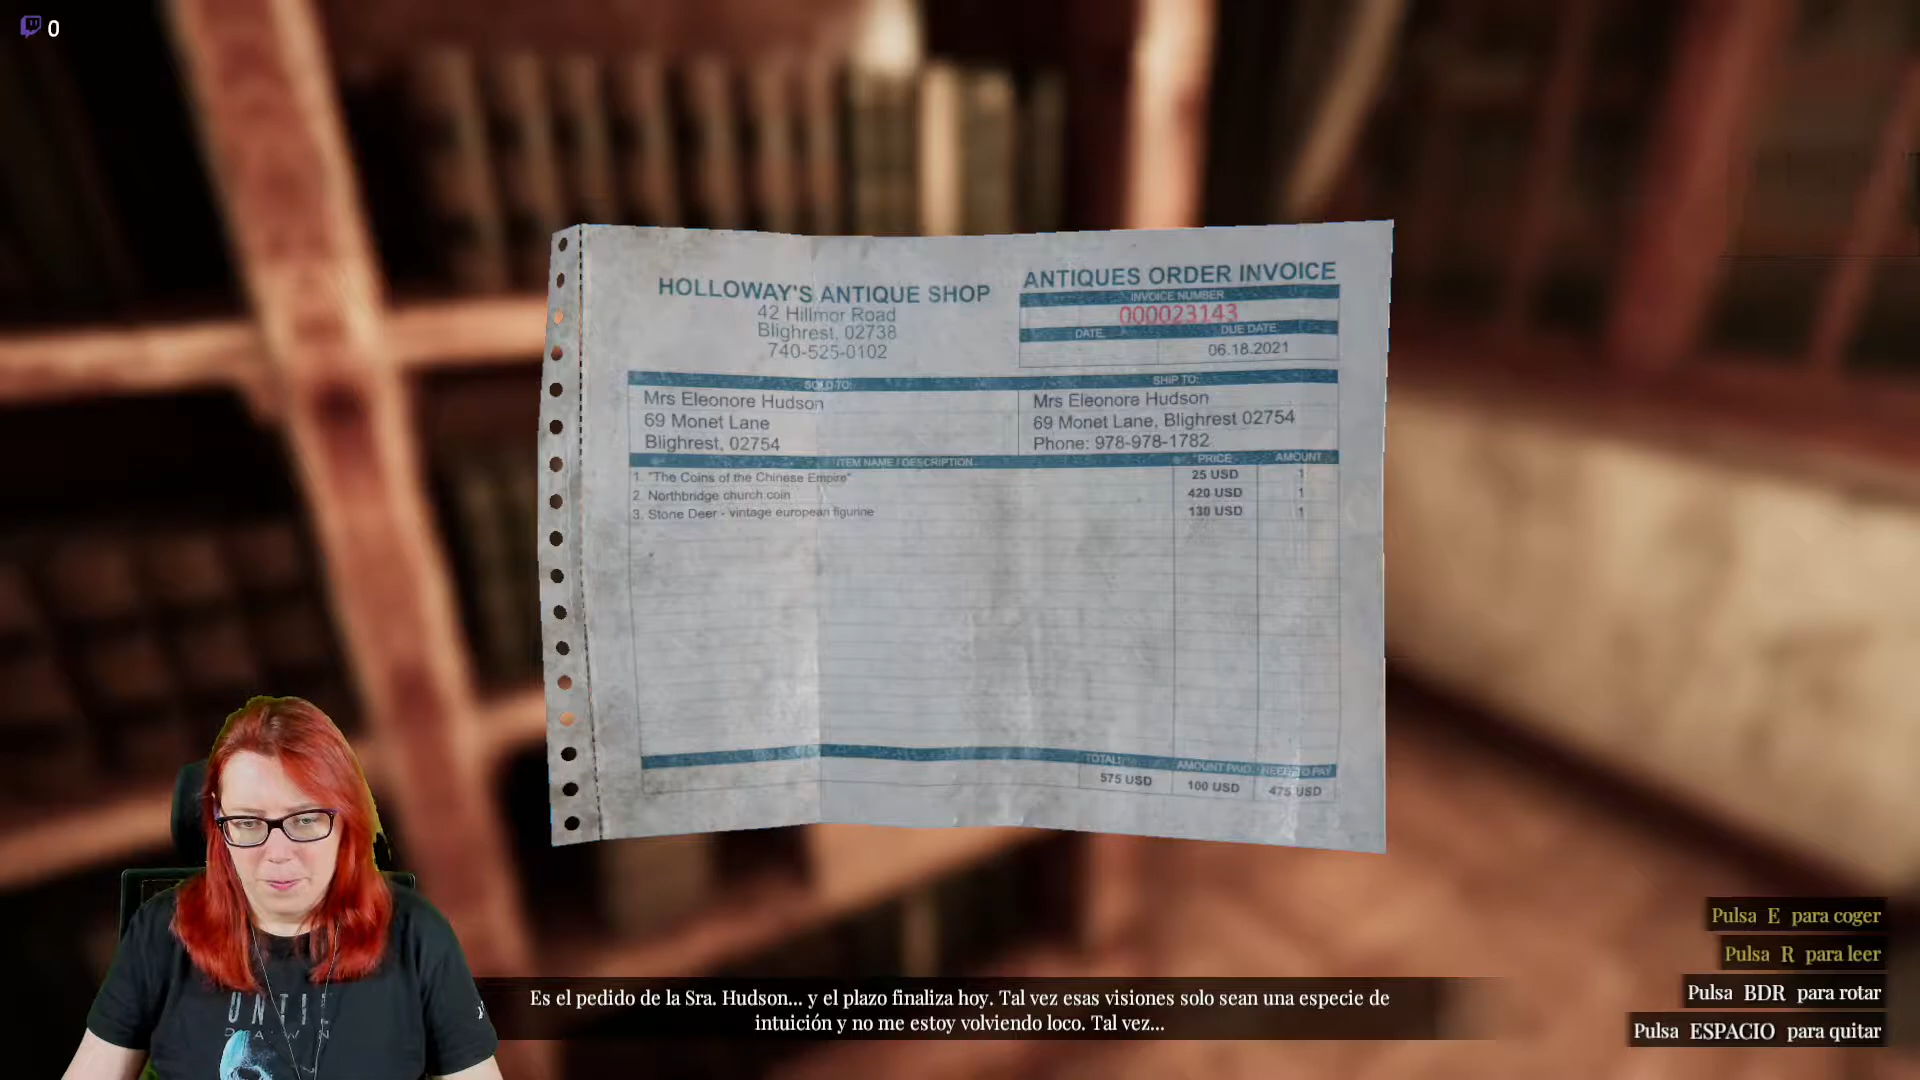 0
HOLLOWAY'S ANTIQUE SHOP
42 Hillmor Road
Blighrest, 02738
740-525-0102
ANTIQUES ORDER INVOICE
INVOICE NUMBER
000023143
DATE DUE DATE
06.18.2021
SOLD TO: SHIP TO:
Mrs Eleonore Hudson
69 Monet Lane
Blighrest, 02754
Mrs Eleonore Hudson
69 Monet Lane, Blighrest 02754
Phone: 978-978-1782
ITEM NAME / DESCRIPTION PRICE AMOUNT
1. "The Coins of the Chinese Empire" 25 USD 1
2. Northbridge church coin 420 USD 1
3. Stone Deer - vintage european figurine 130 USD 1
TOTAL: AMOUNT PAID NEED TO PAY
575 USD 100 USD 475 USD
UNTIL
DAWN
Pulsa E para coger
Pulsa R para leer
Pulsa BDR para rotar
Pulsa ESPACIO para quitar
Es el pedido de la Sra. Hudson... y el plazo finaliza hoy. Tal vez esas visiones solo sean una especie de
intuición y no me estoy volviendo loco. Tal vez...